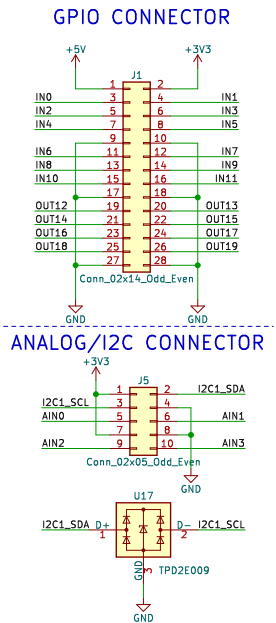 GPIO CONNECTOR
+5V +3V3
J1
1 2
IN0 3 4 IN1
IN2 5 6 IN3
IN4 7 8 IN5
9 10
IN6 11 12 IN7
IN8 13 14 IN9
IN10 15 16 IN11
17 18
OUT12 19 20 OUT13
OUT14 21 22 OUT15
OUT16 23 24 OUT17
OUT18 25 26 OUT19
27 28
Conn_02x14_Odd_Even
GND GND
ANALOG/I2C CONNECTOR
+3V3
J5
1 2 I2C1_SDA
I2C1_SCL 3 4
AIN0 5 6 AIN1
7 8
AIN2 9 10 AIN3
Conn_02x05_Odd_Even
GND
U17
I2C1_SDA D+ D- I2C1_SCL
1 2
GND 3 TPD2E009
GND